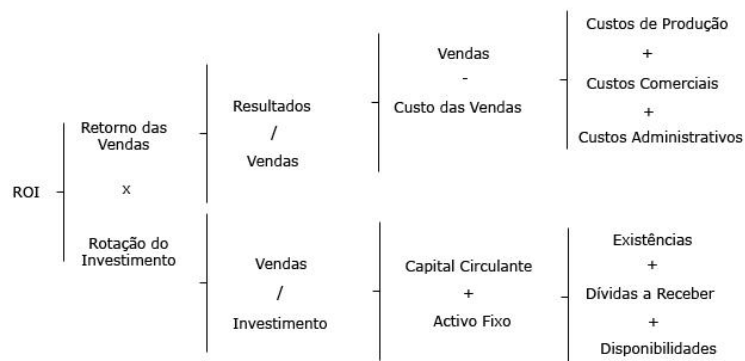 ROI
Retorno das
Vendas
x
Rotação do
Investimento
Resultados
/
Vendas
Vendas
/
Investimento
Vendas
-
Custo das Vendas
Capital Circulante
+
Activo Fixo
Custos de Produção
+
Custos Comerciais
+
Custos Administrativos
Existências
+
Dívidas a Receber
+
Disponibilidades